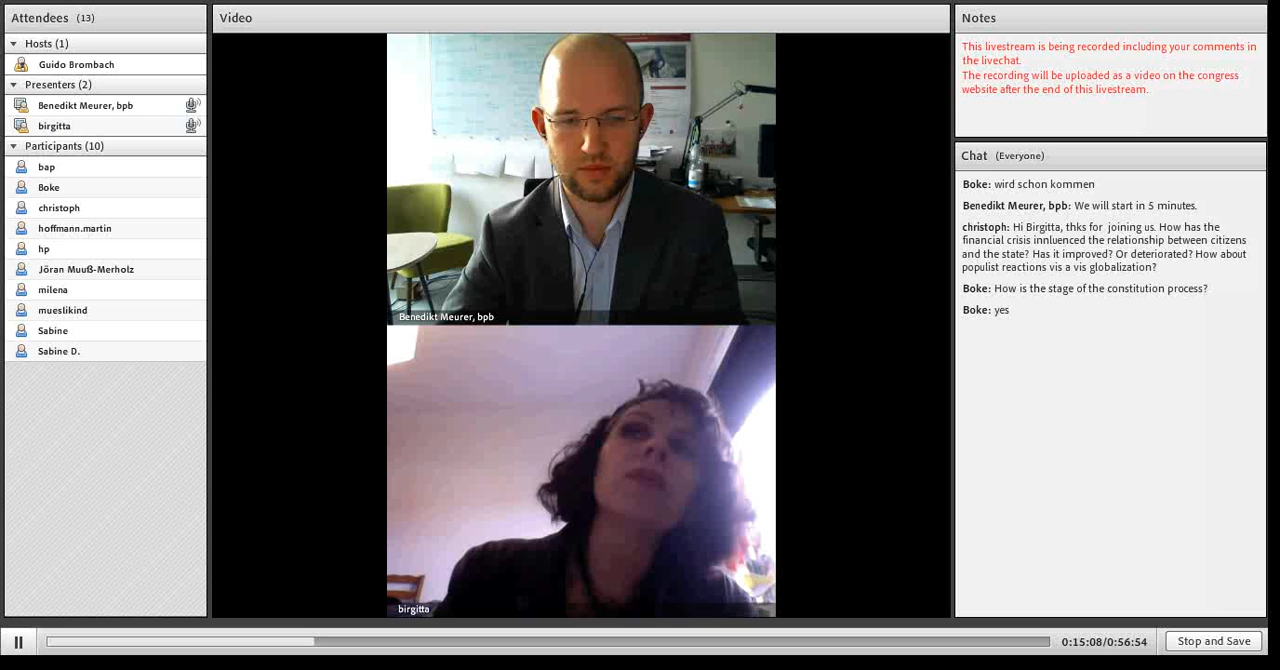 Attendees (13)
Hosts (1)
Guido Brombach
Presenters (2)
Benedikt Meurer, bpb
birgitta
Participants (10)
bap
Boke
christoph
hoffmann.martin
hp
Jöran Muuß-Merholz
milena
mueslikind
Sabine
Sabine D.
Video
Benedikt Meurer, bpb
birgitta
Notes
This livestream is being recorded including your comments in
the livechat.
The recording will be uploaded as a video on the congress
website after the end of this livestream.
Chat (Everyone)
Boke: wird schon kommen
Benedikt Meurer, bpb: We will start in 5 minutes.
christoph: Hi Birgitta, thks for joining us. How has the
financial crisis innluenced the relationship between citizens
and the state? Has it improved? Or deteriorated? How about
populist reactions vis a vis globalization?
Boke: How is the stage of the constitution process?
Boke: yes
0:15:08/0:56:54
Stop and Save